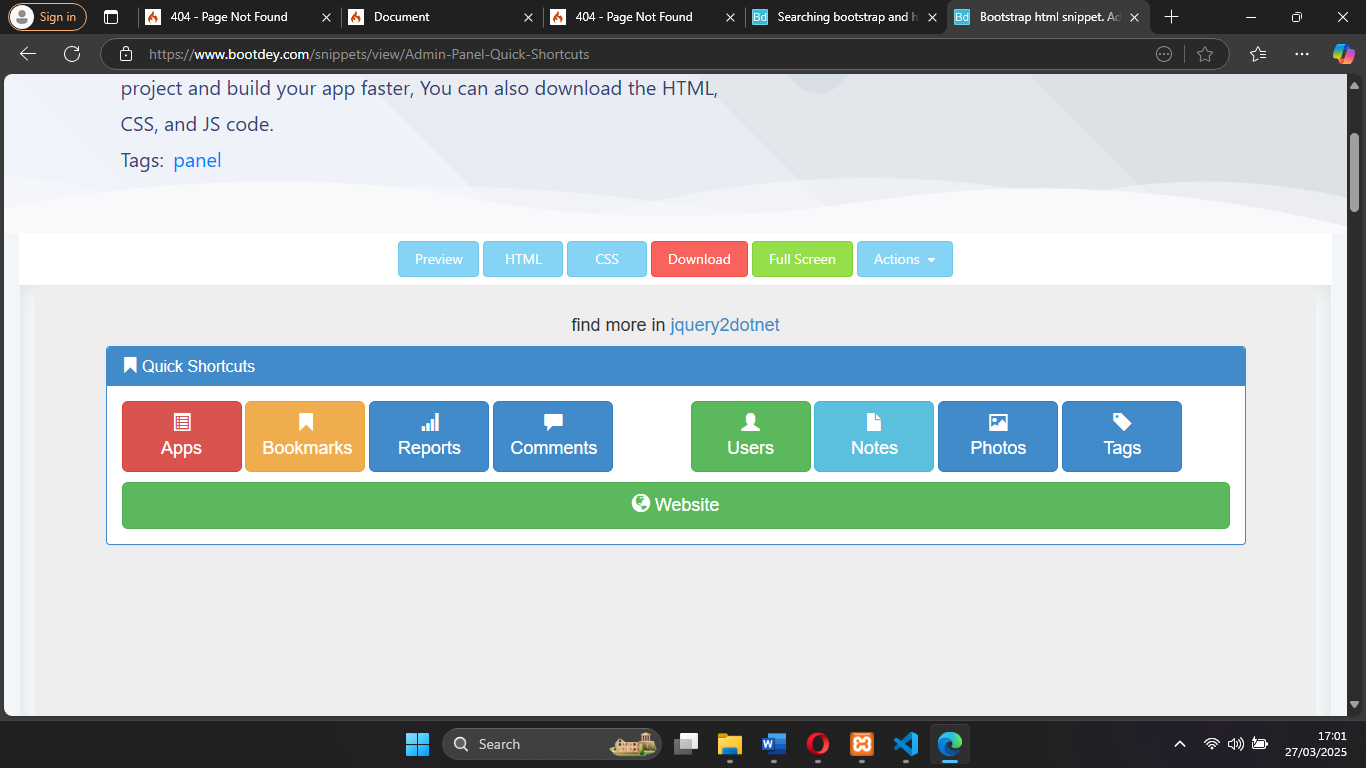 Sign in
404 - Page Not Found
Document
404 - Page Not Found
Searching bootstrap and h
Bootstrap html snippet. Ad
https://www.bootdey.com/snippets/view/Admin-Panel-Quick-Shortcuts
project and build your app faster, You can also download the HTML,
CSS, and JS code.
Tags: panel
Preview HTML CSS Download Full Screen Actions
find more in jquery2dotnet
Quick Shortcuts
Apps Bookmarks Reports Comments Users Notes Photos Tags
Website
Search
17:01
27/03/2025